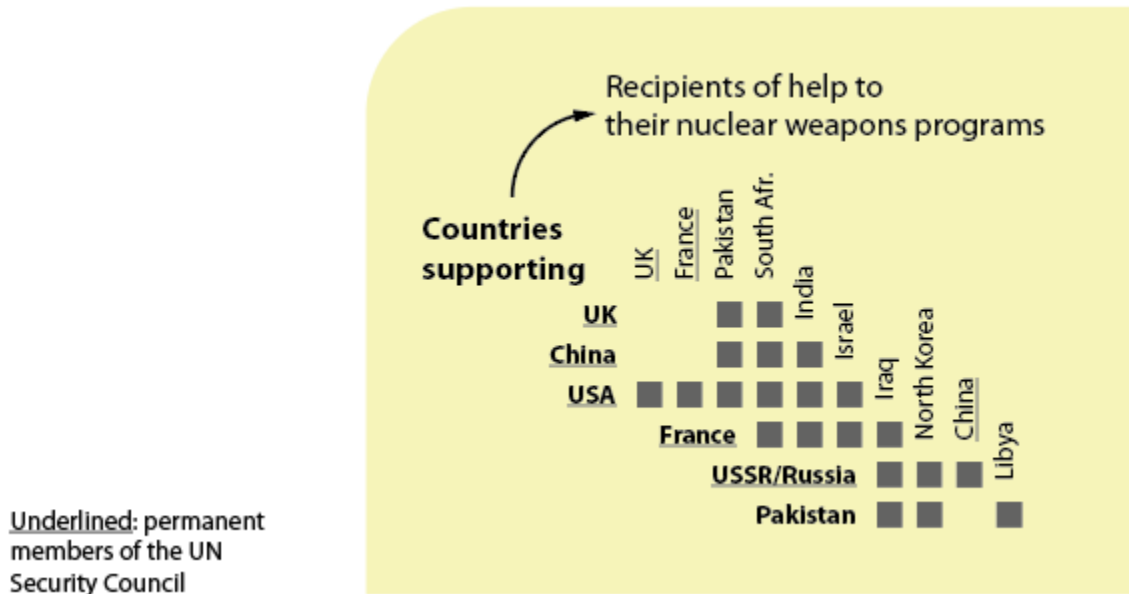 Recipients of help to
their nuclear weapons programs
Countries
supporting
UK
France
Pakistan
South Afr.
India
Israel
Iraq
North Korea
China
Libya
UK
China
USA
France
USSR/Russia
Pakistan
Underlined: permanent
members of the UN
Security Council